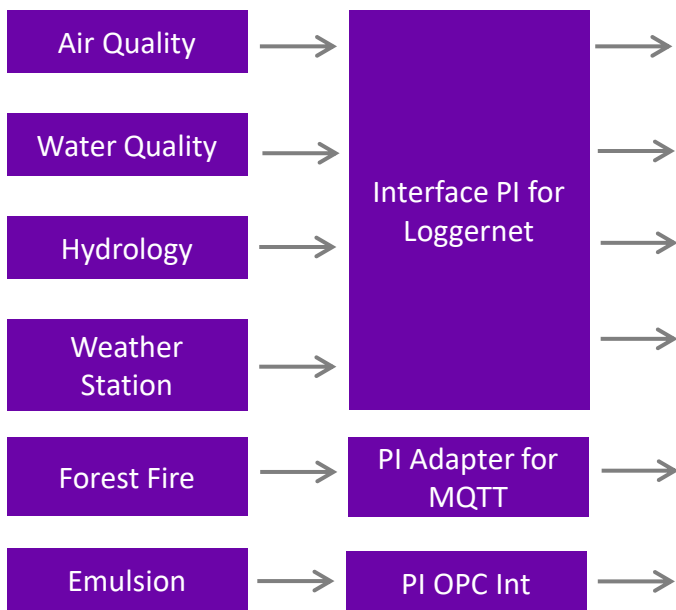 Air Quality
Water Quality
Hydrology
Weather
Station
Forest Fire
Emulsion
Interface PI for
Loggernet
PI Adapter for
MQTT
PI OPC Int